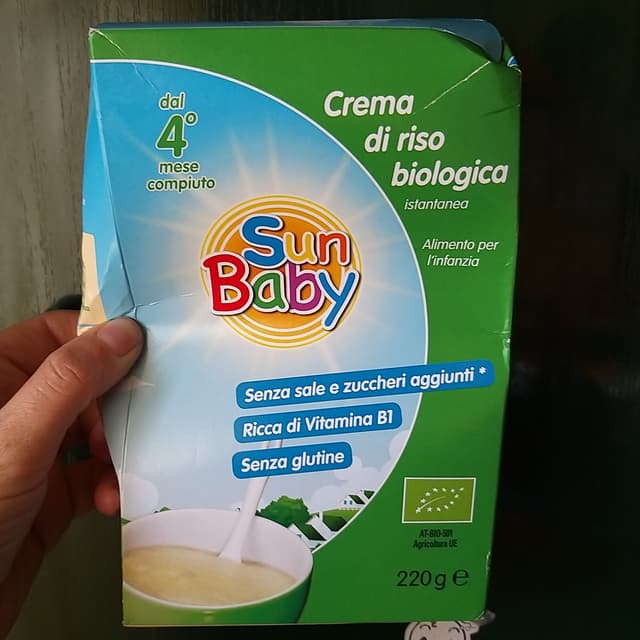 dal
4°
mese
compiuto
Crema
di riso
biologica
istantanea
Alimento per
l'infanzia
Sun
Baby
Senza sale e zuccheri aggiunti *
Ricca di Vitamina B1
Senza glutine
AT-BIO-501
Agricoltura UE
220g e